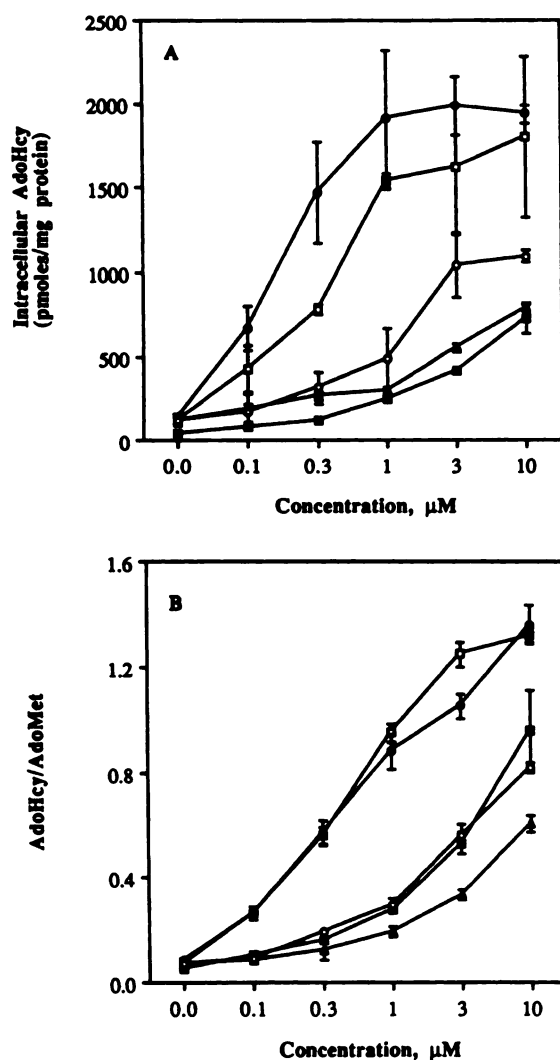 2500
A
2000
1500
1000
500
0
Intracellular AdoHcy
(pmoles/mg protein)
0.0 0.1 0.3 1 3 10
Concentration, µM
1.6
B
1.2
0.8
0.4
0.0
AdoHcy/AdoMet
0.0 0.1 0.3 1 3 10
Concentration, µM